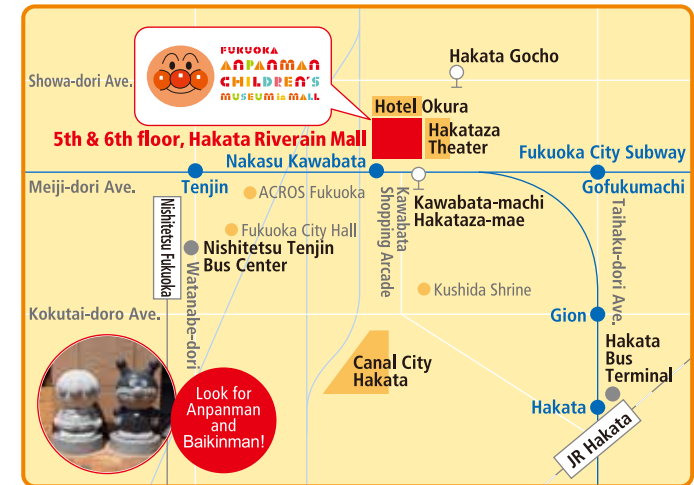 FUKUOKA
ANPANMAN
CHILDREN'S
MUSEUM in MALL
Hakata Gocho
Showa-dori Ave.
Hotel Okura
5th & 6th floor, Hakata Riverain Mall
Hakataza
Theater
Nakasu Kawabata
Fukuoka City Subway
Meiji-dori Ave.
Tenjin
Gofukumachi
ACROS Fukuoka
Kawabata
Shopping Arcade
Kawabata-machi
Hakataza-mae
Taihaku-dori Ave.
Nishitetsu Fukuoka
Fukuoka City Hall
Nishitetsu Tenjin
Bus Center
Watanabe-dori
Kushida Shrine
Kokutai-doro Ave.
Gion
Canal City
Hakata
Hakata
Bus
Terminal
Look for
Anpanman
and
Baikinman!
Hakata
JR Hakata